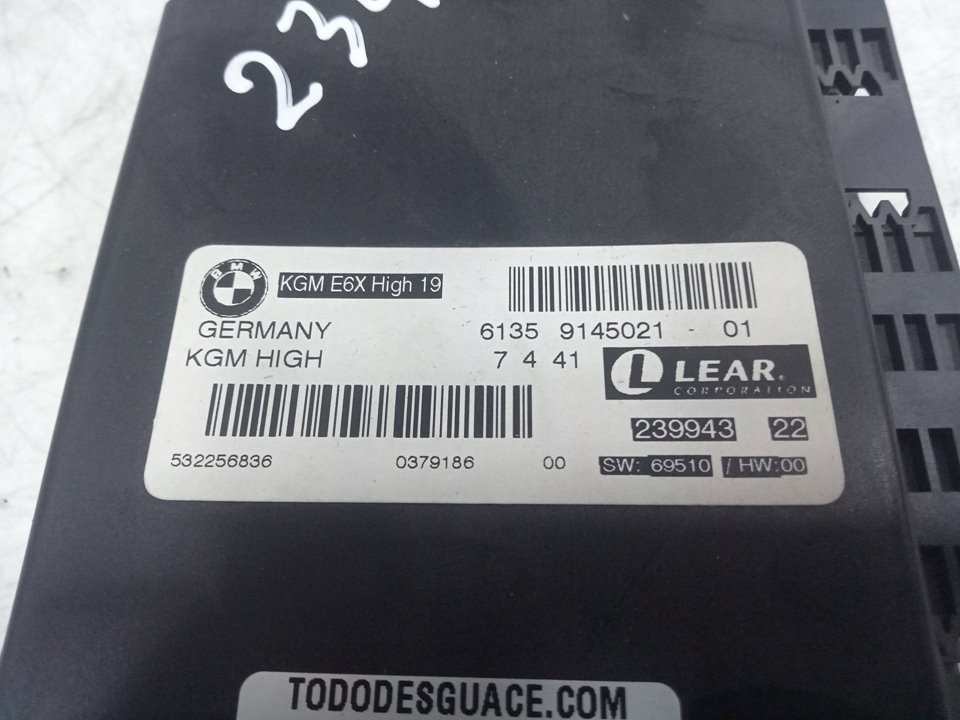 BMW
KGM E6X High 19
GERMANY
6135 9145021 - 01
KGM HIGH
7 4 41
LEAR.
CORPORATION
239943 22
532256836 0379186 00
SW: 69510 / HW:00
TODODESGUACE.COM